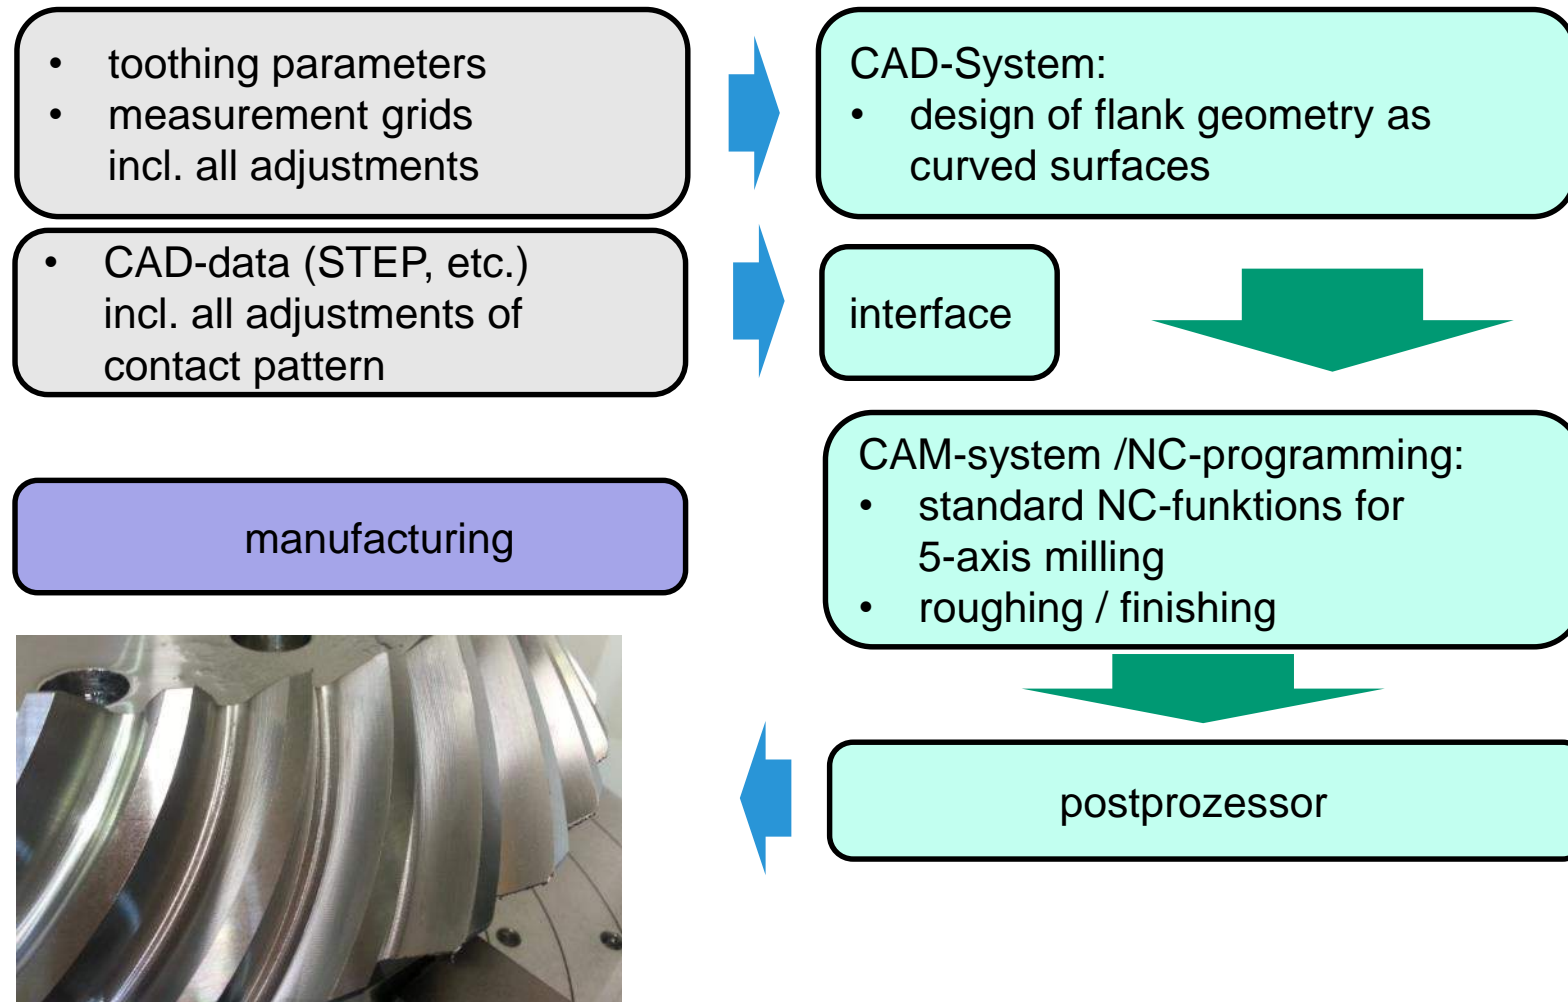 • toothing parameters
• measurement grids
incl. all adjustments
CAD-System:
• design of flank geometry as
curved surfaces
• CAD-data (STEP, etc.)
incl. all adjustments of
contact pattern
interface
CAM-system /NC-programming:
• standard NC-funktions for
5-axis milling
• roughing / finishing
manufacturing
postprozessor